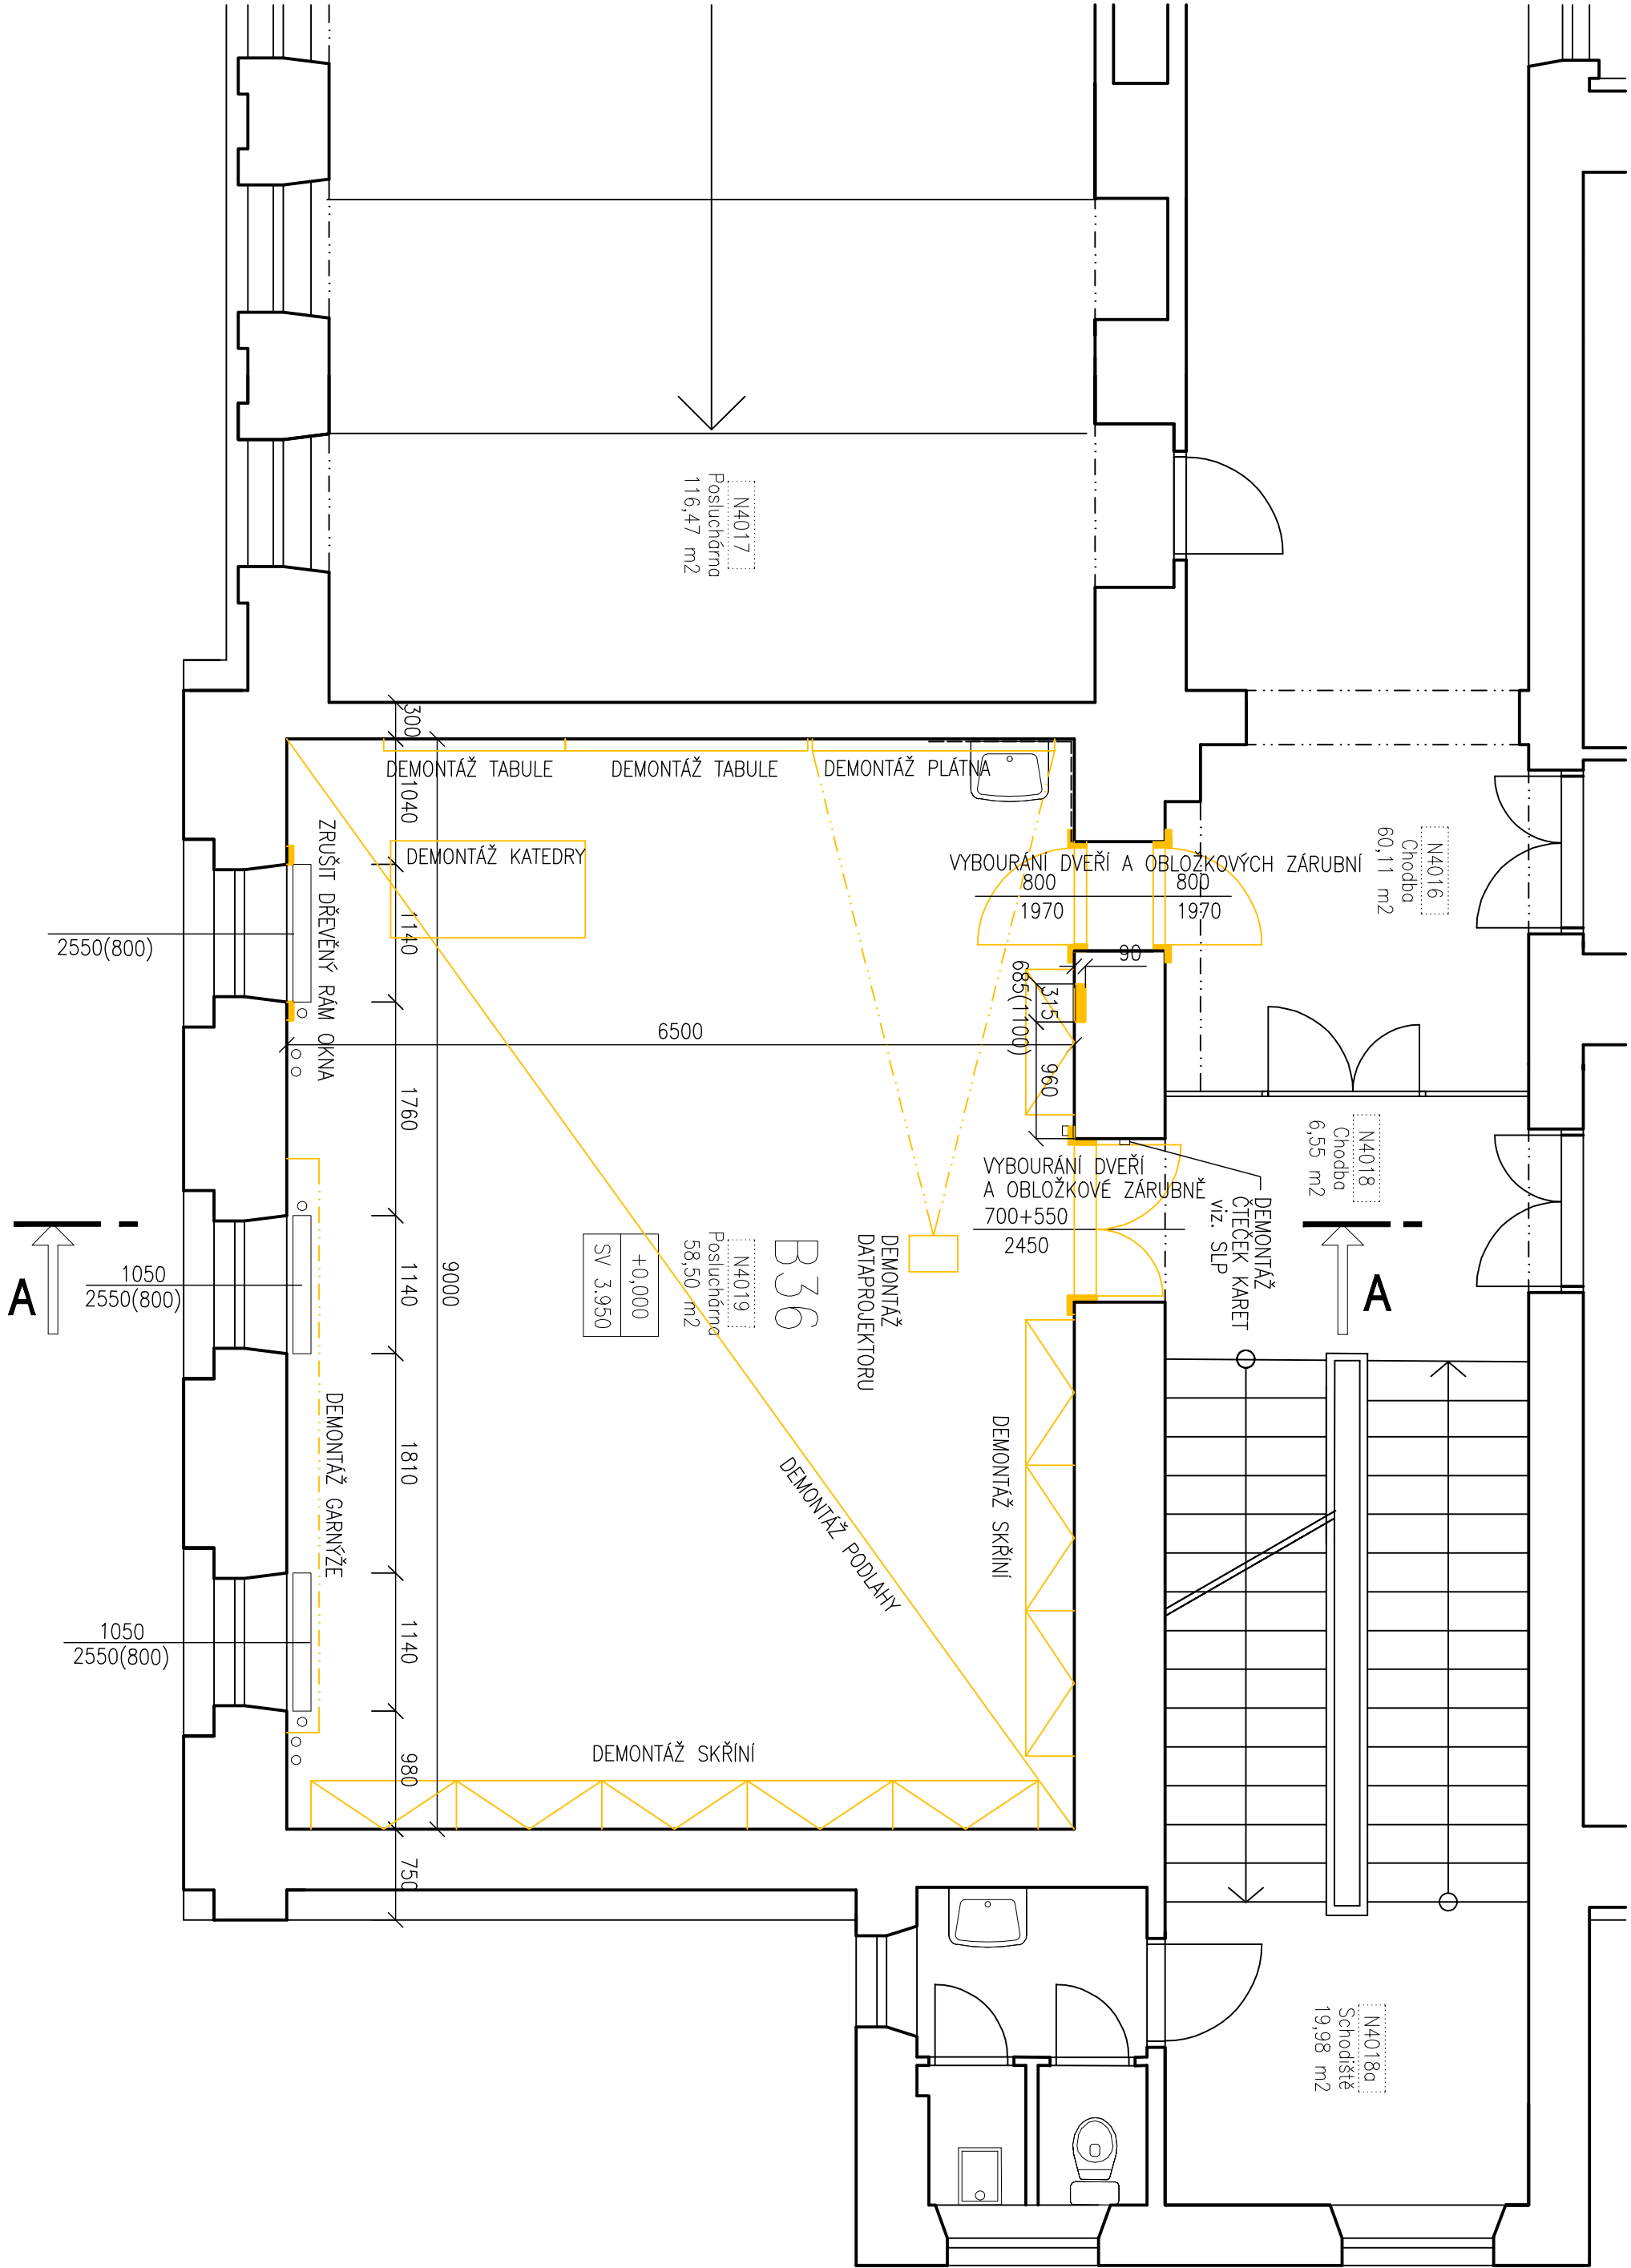 N4017
Posluchárna
116,47 m2
300
DEMONTÁŽ TABULE
DEMONTÁŽ TABULE
DEMONTÁŽ PLÁTNA
1040
ZRUŠIT DŘEVĚNÝ RÁM OKNA
DEMONTÁŽ KATEDRY
VYBOURÁNÍ DVEŘÍ A OBLOŽKOVÝCH ZÁRUBNÍ
800
1970
800
1970
N4016
Chodba
60,11 m2
2550(800)
1140
90
315
685(1100)
960
6500
1760
N4018
Chodba
6,55 m2
VYBOURÁNÍ DVEŘÍ
A OBLOŽKOVÉ ZÁRUBNĚ
700+550
2450
DEMONTÁŽ
ČTEČEK KARET
viz. SLP
A
A
1050
2550(800)
1140
9000
+0,000
SV 3.950
B36
N4019
Posluchárna
58,50 m2
DEMONTÁŽ
DATAPROJEKTORU
DEMONTÁŽ GARNÝŽE
1810
DEMONTÁŽ PODLAHY
DEMONTÁŽ SKŘÍNÍ
1050
2550(800)
1140
980
DEMONTÁŽ SKŘÍNÍ
750
N4018a
Schodiště
19,98 m2